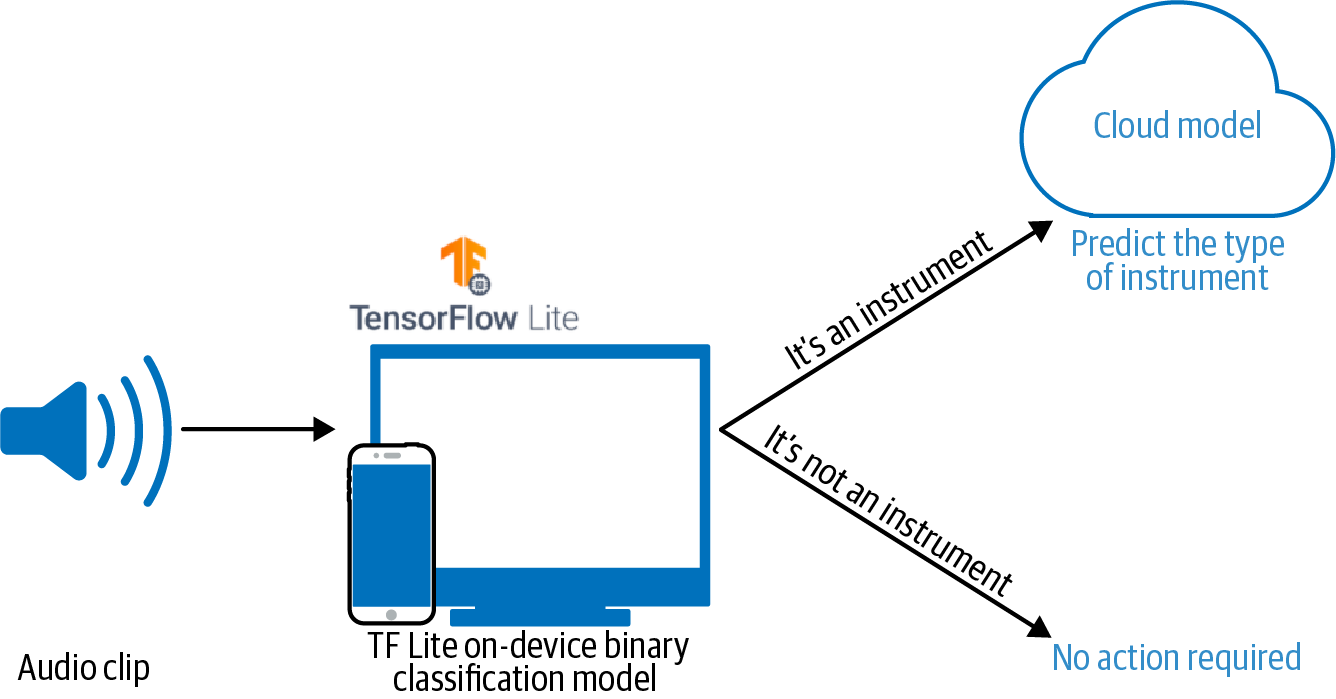 Cloud model
Predict the type
of instrument
TensorFlow Lite
It's an instrument
It's not an instrument
No action required
TF Lite on-device binary
classification model
Audio clip